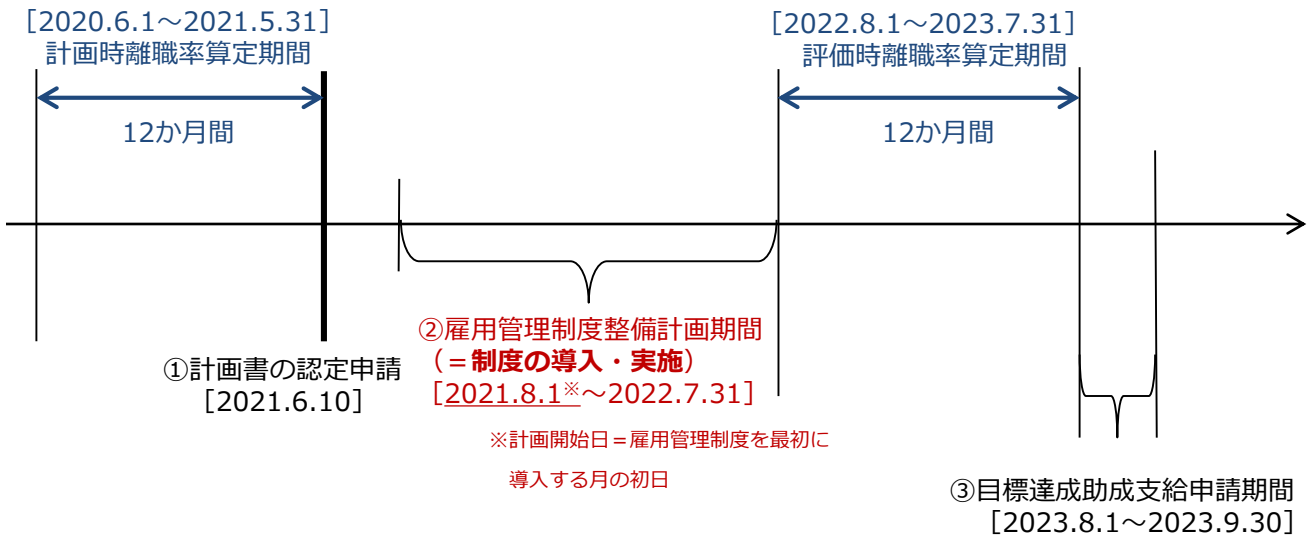 ［2020.6.1～2021.5.31］
計画時離職率算定期間
12か月間
［2022.8.1～2023.7.31］
評価時離職率算定期間
12か月間
①計画書の認定申請
［2021.6.10］
②雇用管理制度整備計画期間
（＝制度の導入・実施）
［2021.8.1※～2022.7.31］
※計画開始日＝雇用管理制度を最初に
導入する月の初日
③目標達成助成支給申請期間
［2023.8.1～2023.9.30］